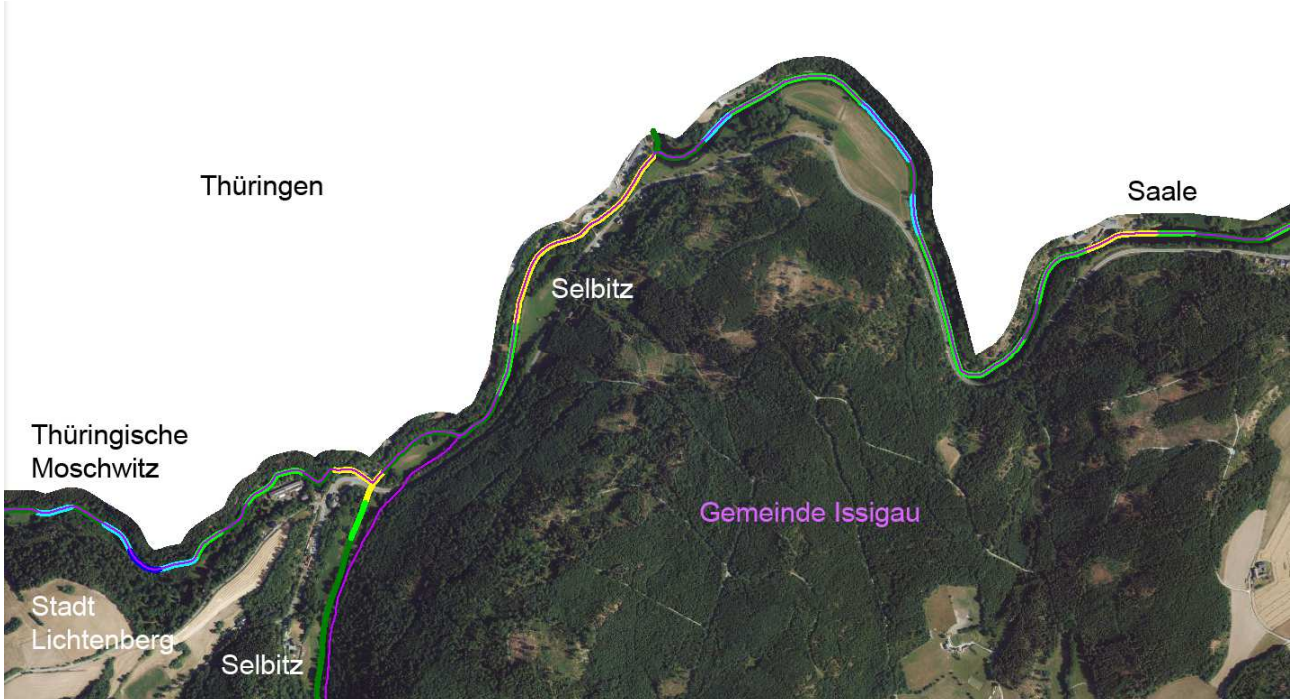 Thüringen
Saale
Selbitz
Thüringische
Moschwitz
Gemeinde Issigau
Stadt
Lichtenberg
Selbitz